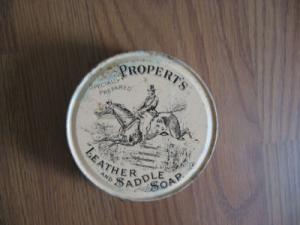 PROPERT'S
SPECIALLY
PREPARED
LEATHER
AND SADDLE
SOAP